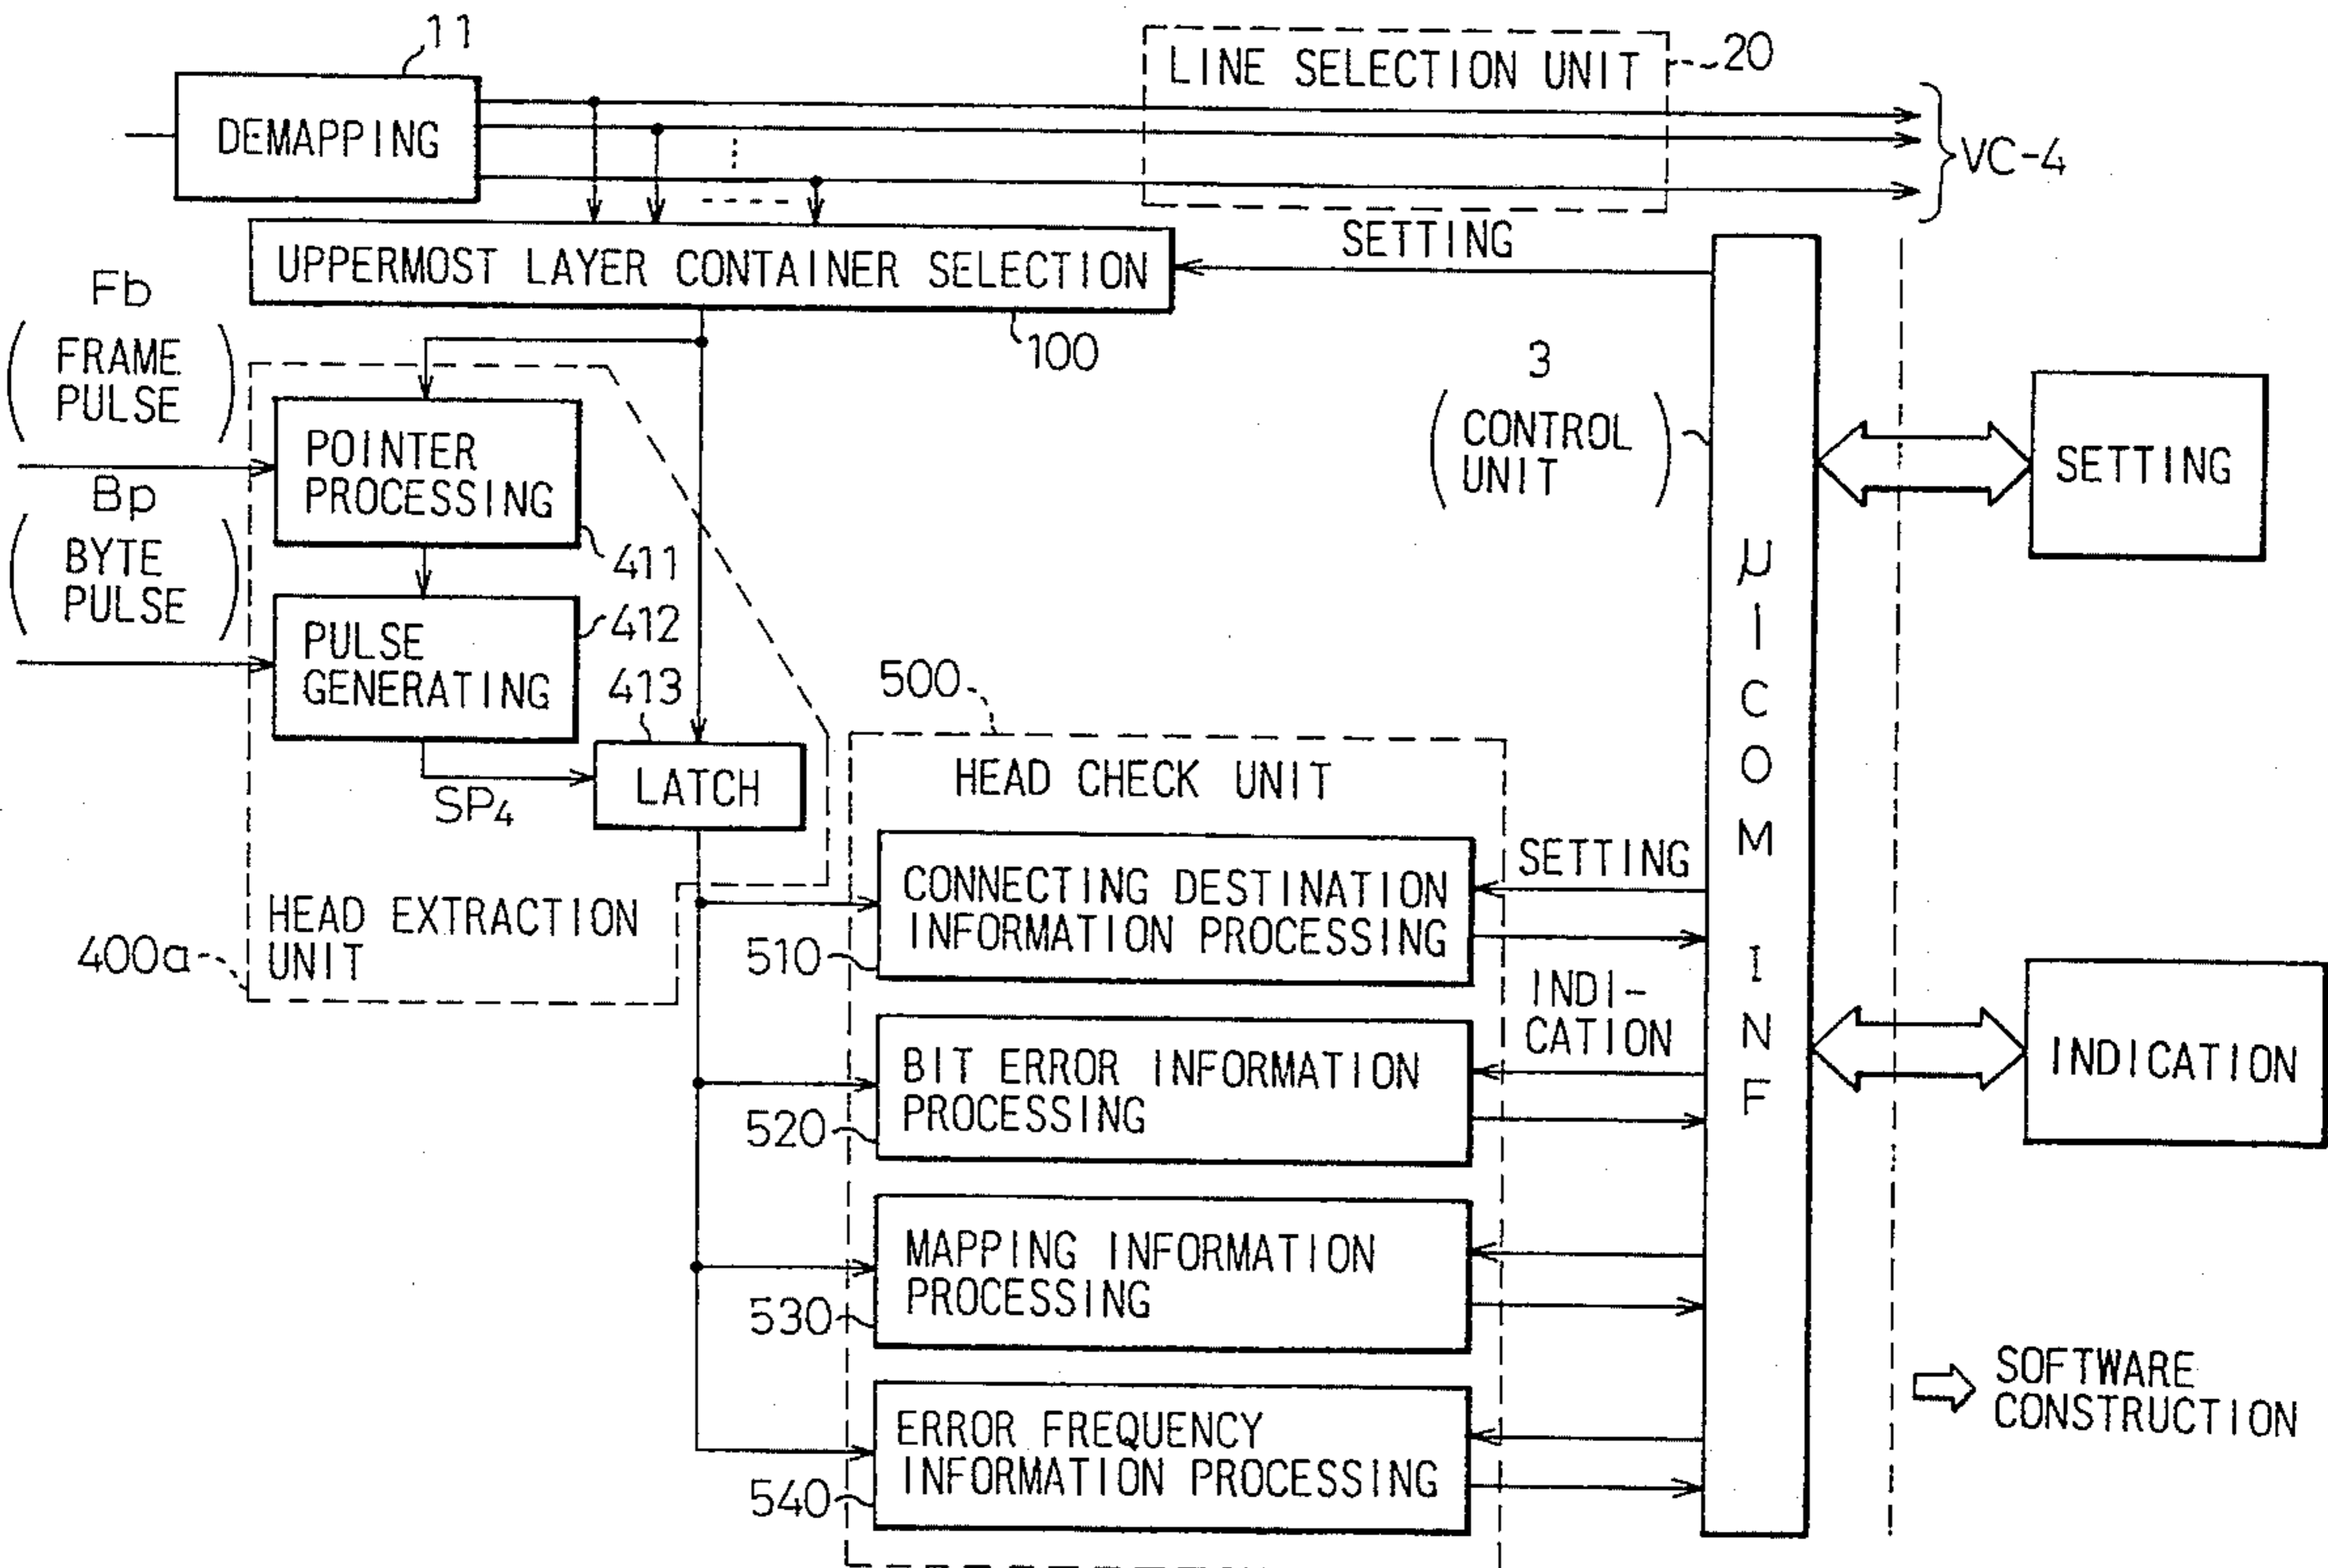 11
DEMAPPING
LINE SELECTION UNIT
20
VC-4
UPPERMOST LAYER CONTAINER SELECTION
SETTING
100
Fb
FRAME
PULSE
POINTER
PROCESSING
411
Bp
BYTE
PULSE
PULSE
GENERATING
412
413
SP4
LATCH
HEAD EXTRACTION
UNIT
400a
3
CONTROL
UNIT
μICOM INF
SETTING
INDICATION
500
HEAD CHECK UNIT
CONNECTING DESTINATION
INFORMATION PROCESSING
510
SETTING
INDI-
CATION
BIT ERROR INFORMATION
PROCESSING
520
MAPPING INFORMATION
PROCESSING
530
ERROR FREQUENCY
INFORMATION PROCESSING
540
SOFTWARE
CONSTRUCTION